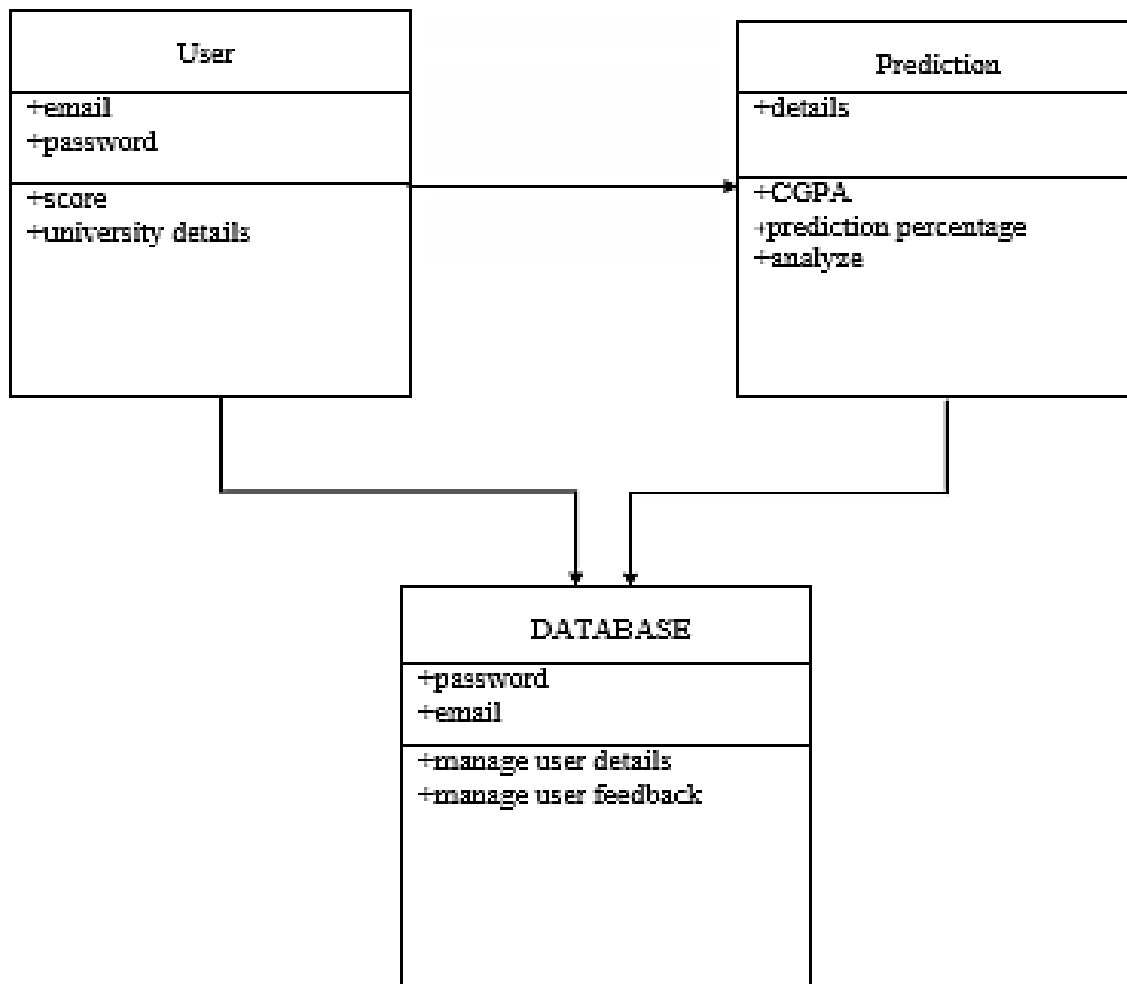 User
+email
+password
+score
+university details
Prediction
+details
+CGPA
+prediction percentage
+analyze
DATABASE
+password
+email
+manage user details
+manage user feedback